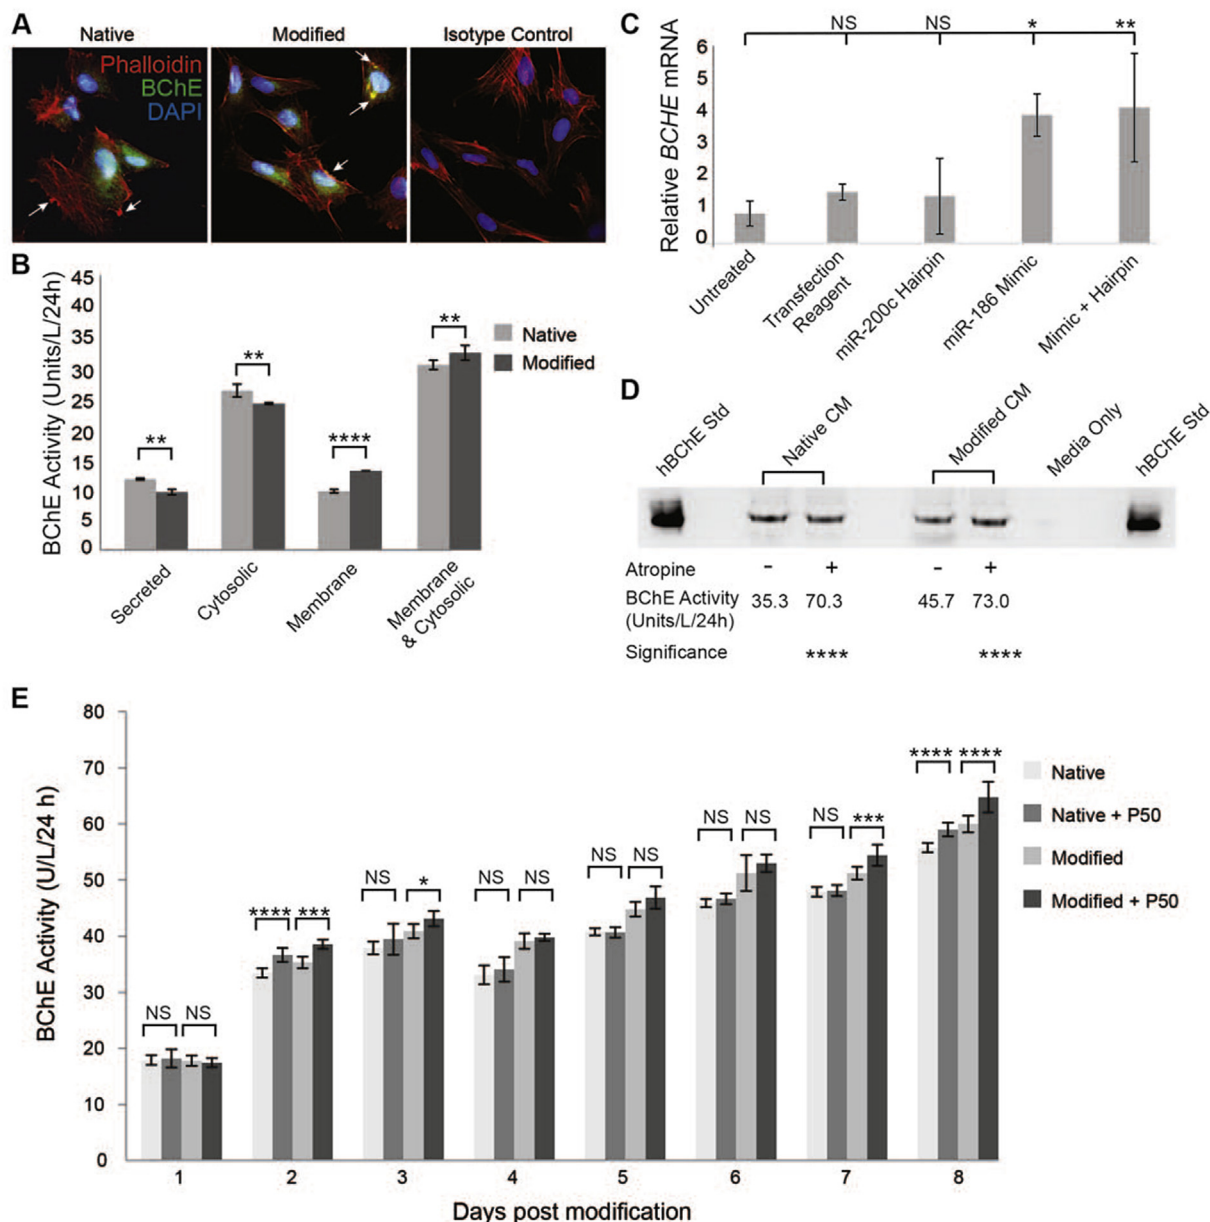 A
Native
Modified
Isotype Control
Phalloidin
BChE
DAPI
B
BChE Activity (Units/L/24h)
45
40
35
30
25
20
15
10
5
0
**
**
****
**
Native
Modified
Secreted
Cytosolic
Membrane
Membrane
& Cytosolic
C
Relative BCHE mRNA
NS
NS
*
**
6
5
4
3
2
1
0
Untreated
Transfection
Reagent
miR-200c Hairpin
miR-186 Mimic
Mimic + Hairpin
D
hBChE Std
Native CM
Modified CM
Media Only
hBChE Std
Atropine - + - +
BChE Activity 35.3 70.3 45.7 73.0
(Units/L/24h)
Significance **** ****
E
BChE Activity (U/L/24 h)
80
70
60
50
40
30
20
10
0
NS NS
**** ***
NS *
NS NS
NS NS
NS NS
NS ***
**** ****
Native
Native + P50
Modified
Modified + P50
1 2 3 4 5 6 7 8
Days post modification